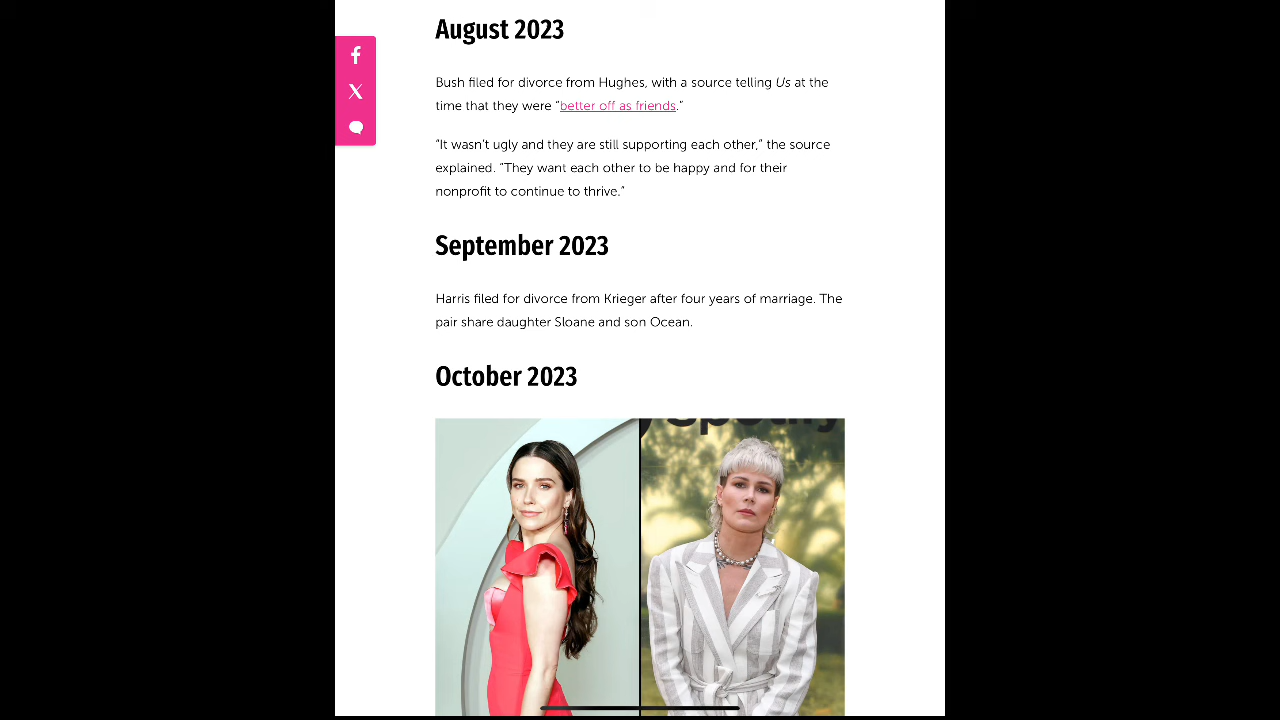 August 2023
Bush filed for divorce from Hughes, with a source telling Us at the
time that they were “better off as friends.”
“It wasn’t ugly and they are still supporting each other,” the source
explained. “They want each other to be happy and for their
nonprofit to continue to thrive.”
September 2023
Harris filed for divorce from Krieger after four years of marriage. The
pair share daughter Sloane and son Ocean.
October 2023
Spotify